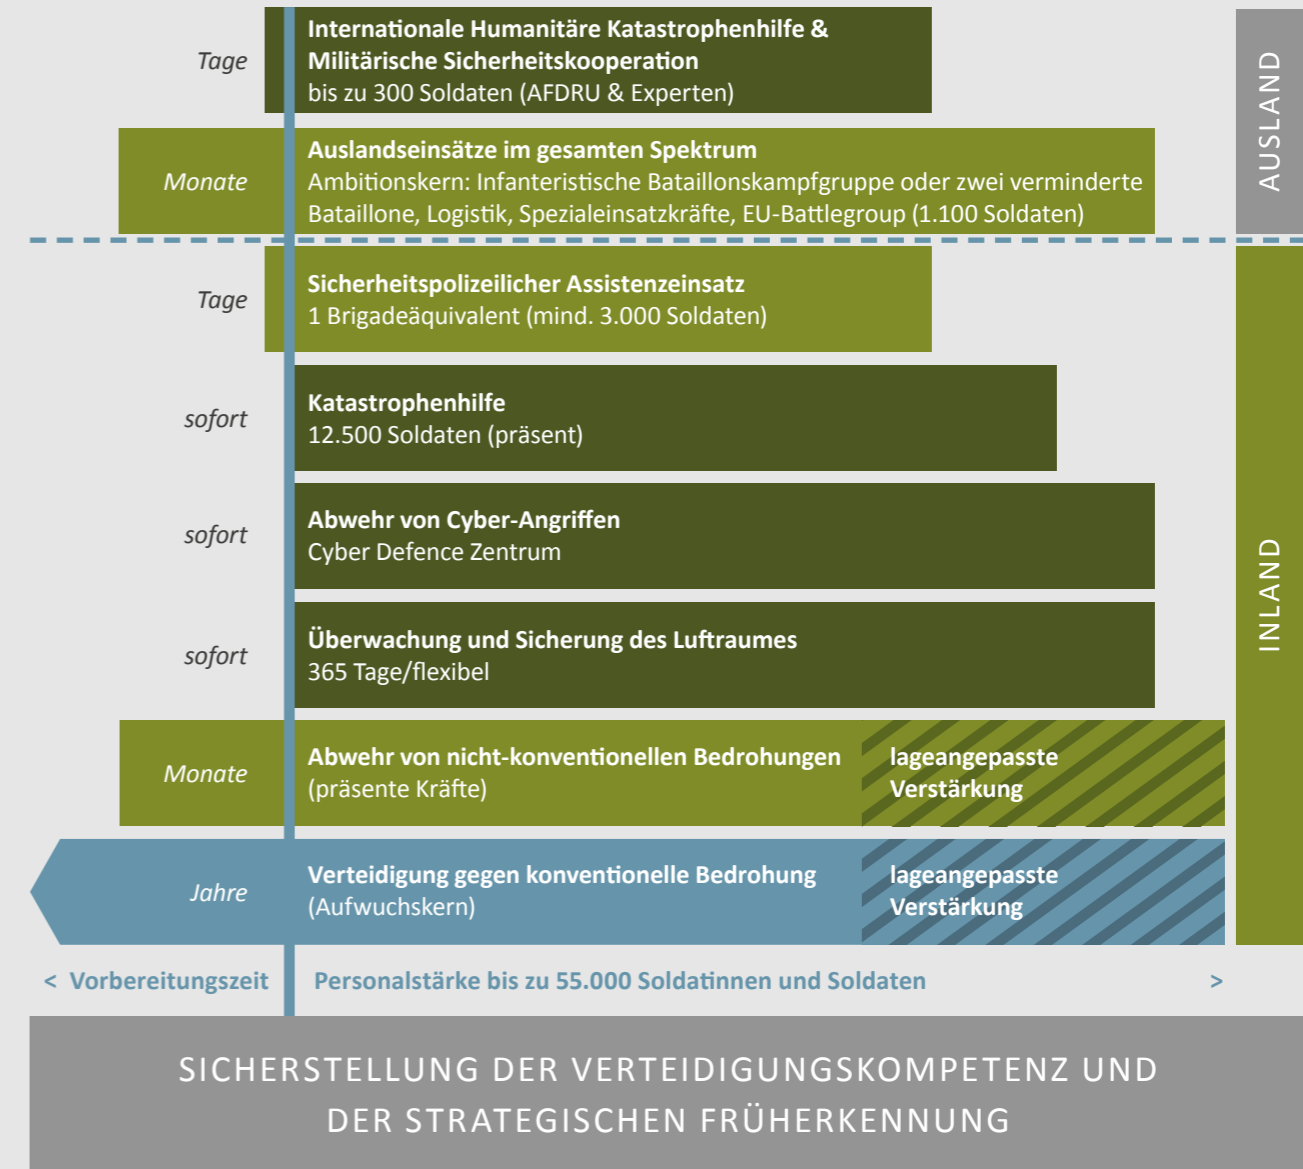 Tage
Internationale Humanitäre Katastrophenhilfe &
Militärische Sicherheitskooperation
bis zu 300 Soldaten (AFDRU & Experten)
AUSLAND
Monate
Auslandseinsätze im gesamten Spektrum
Ambitionskern: Infanteristische Bataillonskampfgruppe oder zwei verminderte
Bataillone, Logistik, Spezialeinsatzkräfte, EU-Battlegroup (1.100 Soldaten)
Tage
Sicherheitspolizeilicher Assistenzeinsatz
1 Brigadeäquivalent (mind. 3.000 Soldaten)
sofort
Katastrophenhilfe
12.500 Soldaten (präsent)
sofort
Abwehr von Cyber-Angriffen
Cyber Defence Zentrum
INLAND
sofort
Überwachung und Sicherung des Luftraumes
365 Tage/flexibel
Monate
Abwehr von nicht-konventionellen Bedrohungen
(präsente Kräfte)
lageangepasste
Verstärkung
Jahre
Verteidigung gegen konventionelle Bedrohung
(Aufwuchskern)
lageangepasste
Verstärkung
< Vorbereitungszeit
Personalstärke bis zu 55.000 Soldatinnen und Soldaten >
SICHERSTELLUNG DER VERTEIDIGUNGSKOMPETENZ UND
DER STRATEGISCHEN FRÜHERKENNUNG